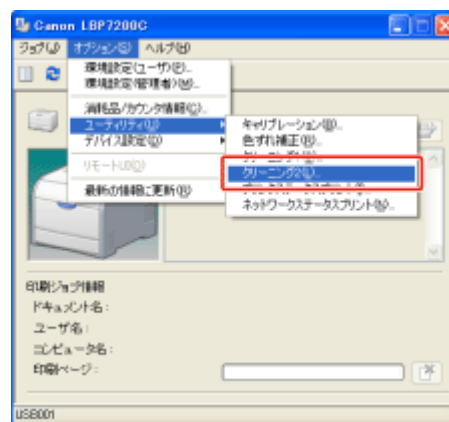 Canon LBP7200C
ジョブ(J) オプション(S) ヘルプ(H)
環境設定(ユーザ)(E)...
環境設定(管理者)(M)...
消耗品/カウンタ情報(C)...
ユーティリティ(U)
デバイス設定(D)
リモートUI(O)
最新の情報に更新(R)
キャリブレーション(B)...
色ずれ補正(R)...
クリーニング2(L)...
ネットワークステータスプリント(N)...
印刷ジョブ情報
ドキュメント名:
ユーザ名:
コンピュータ名:
印刷ページ:
USB001